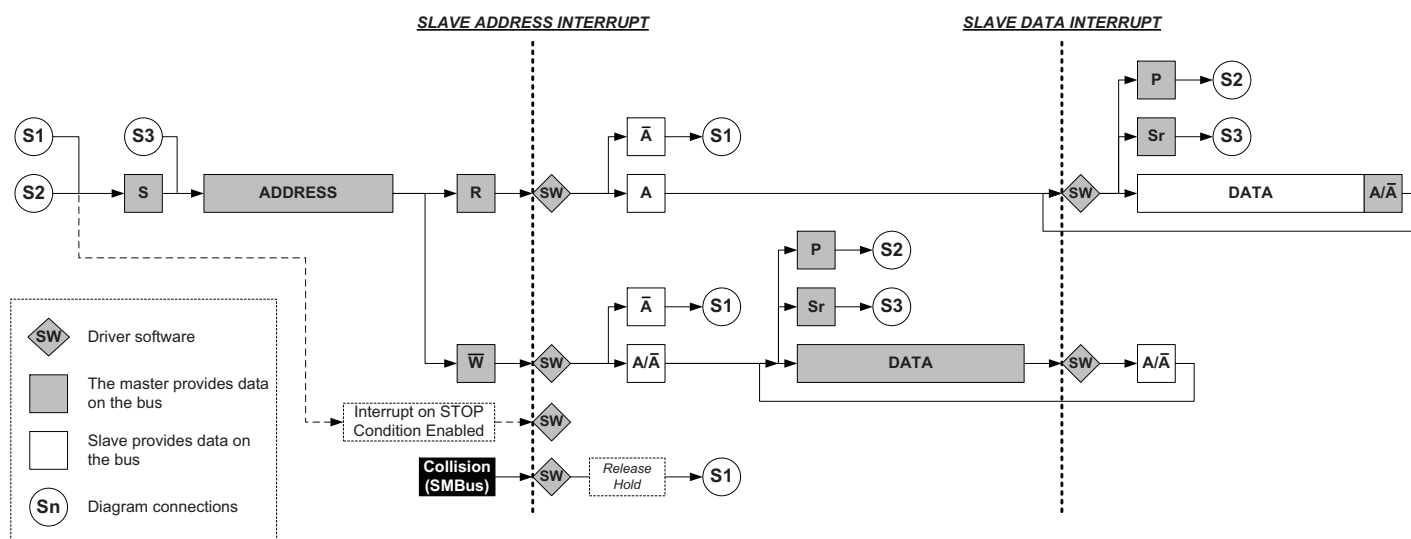 SLAVE ADDRESS INTERRUPT
SLAVE DATA INTERRUPT
P
S2
S1
S3
A̅
S1
Sr
S3
S2
S
ADDRESS
R
SW
A
SW
DATA
A/A̅
P
S2
A̅
S1
Sr
S3
W̅
SW
A/A̅
DATA
SW
A/A̅
Interrupt on STOP
Condition Enabled
SW
Collision
(SMBus)
SW
Release
Hold
S1
SW
Driver software
The master provides data
on the bus
Slave provides data on
the bus
Sn
Diagram connections